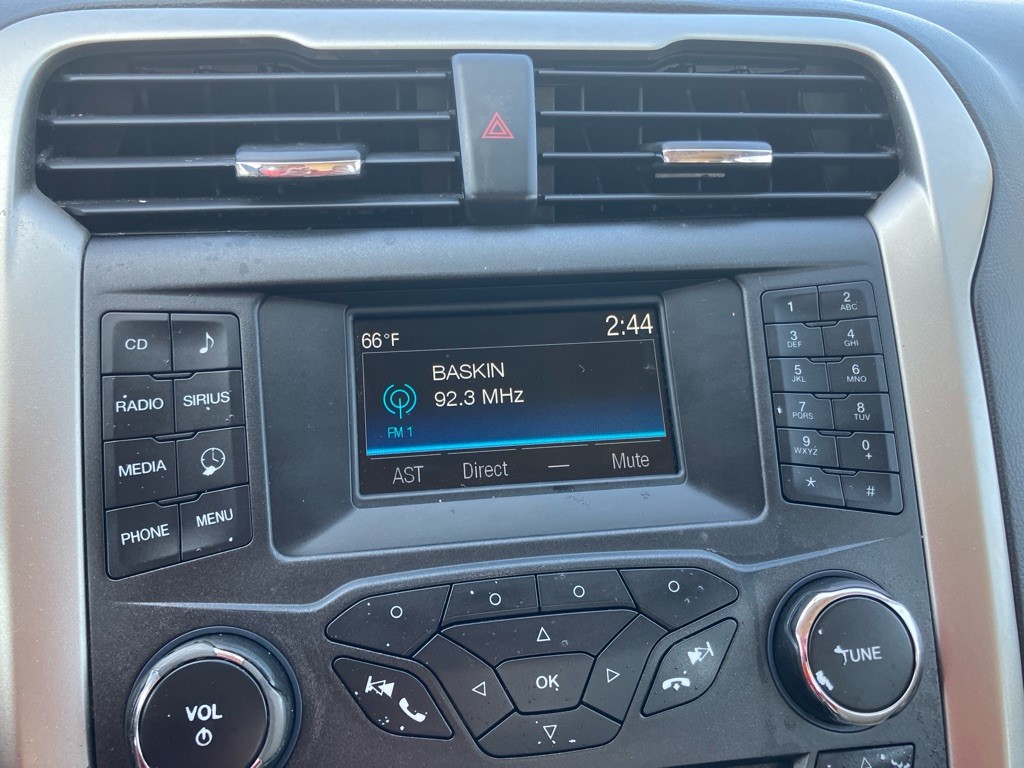 66°F 2:44
BASKIN
92.3 MHz
FM 1
AST Direct — Mute
CD
RADIO SIRIUS
MEDIA
PHONE MENU
1 2 ABC
3 DEF 4 GHI
5 JKL 6 MNO
7 PQRS 8 TUV
9 WXYZ 0 +
* #
OK
VOL
TUNE